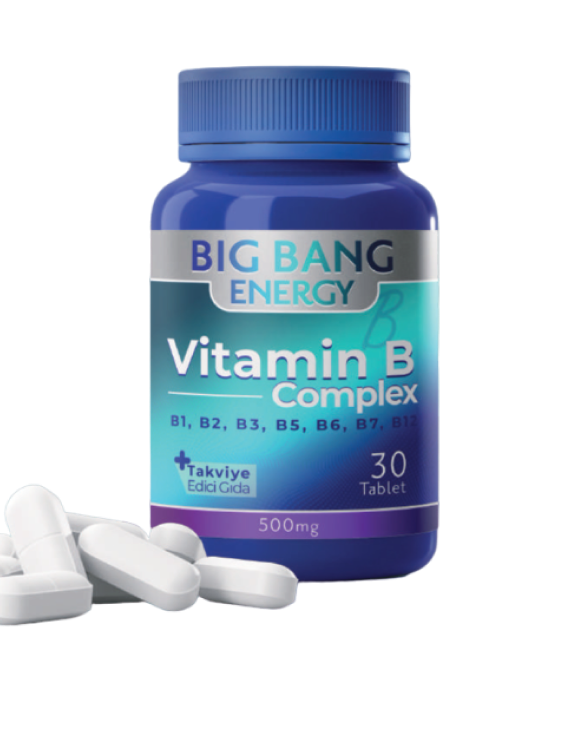 BIG BANG
ENERGY
B
Vitamin B
Complex
B1, B2, B3, B5, B6, B7, B12
+Takviye
Edici Gıda
30
Tablet
500mg